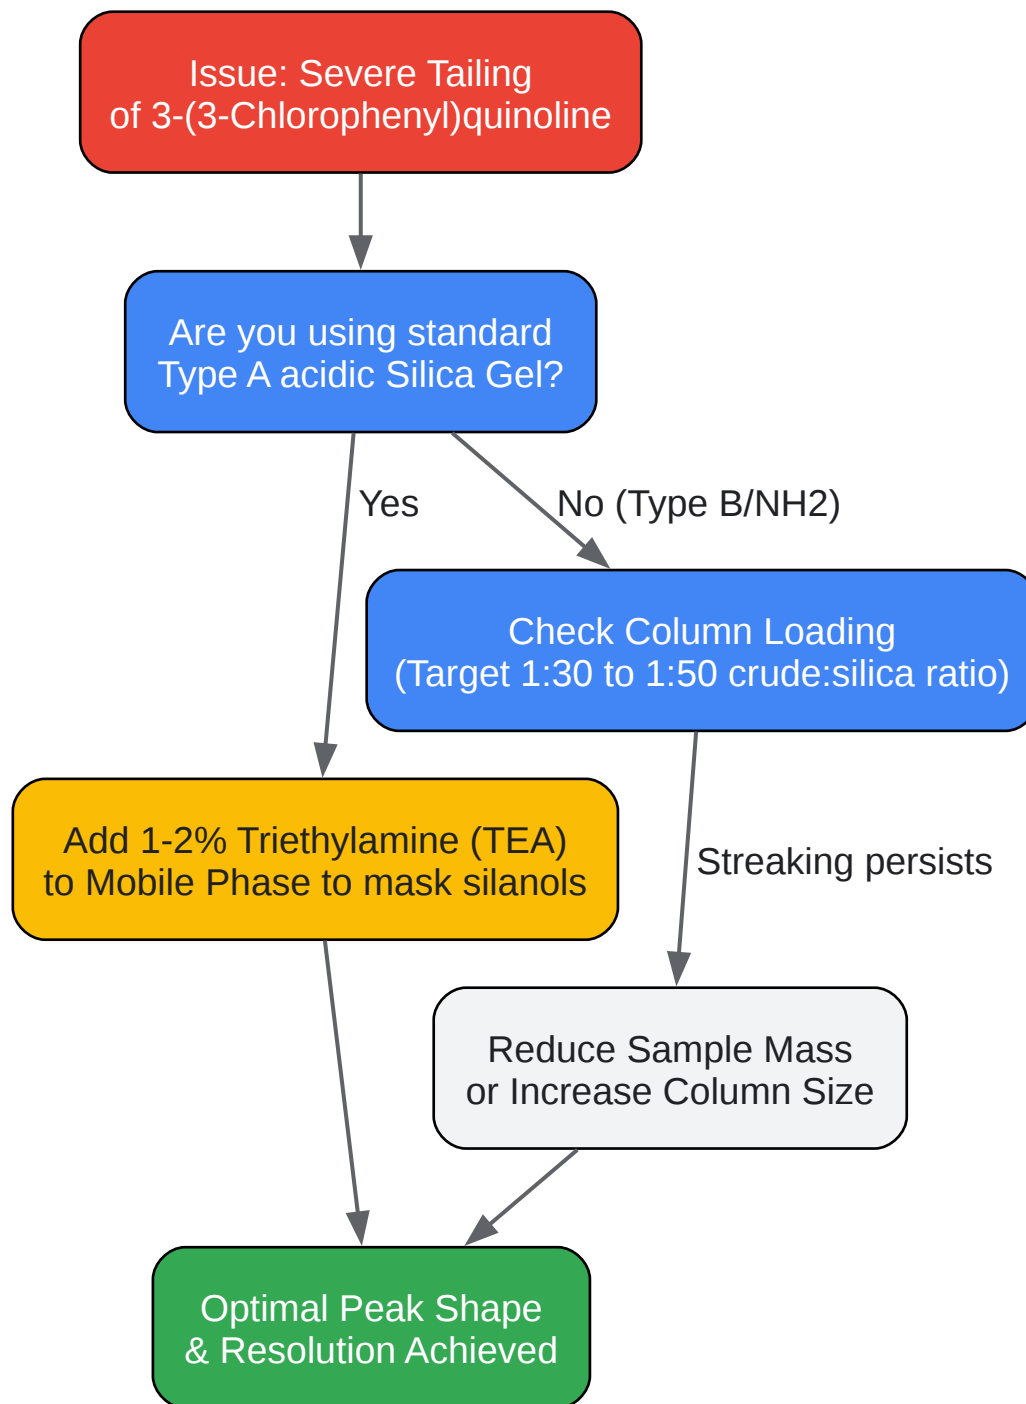 Issue: Severe Tailing
of 3-(3-Chlorophenyl)quinoline
Are you using standard
Type A acidic Silica Gel?
Yes
No (Type B/NH2)
Check Column Loading
(Target 1:30 to 1:50 crude:silica ratio)
Add 1-2% Triethylamine (TEA)
to Mobile Phase to mask silanols
Streaking persists
Reduce Sample Mass
or Increase Column Size
Optimal Peak Shape
& Resolution Achieved